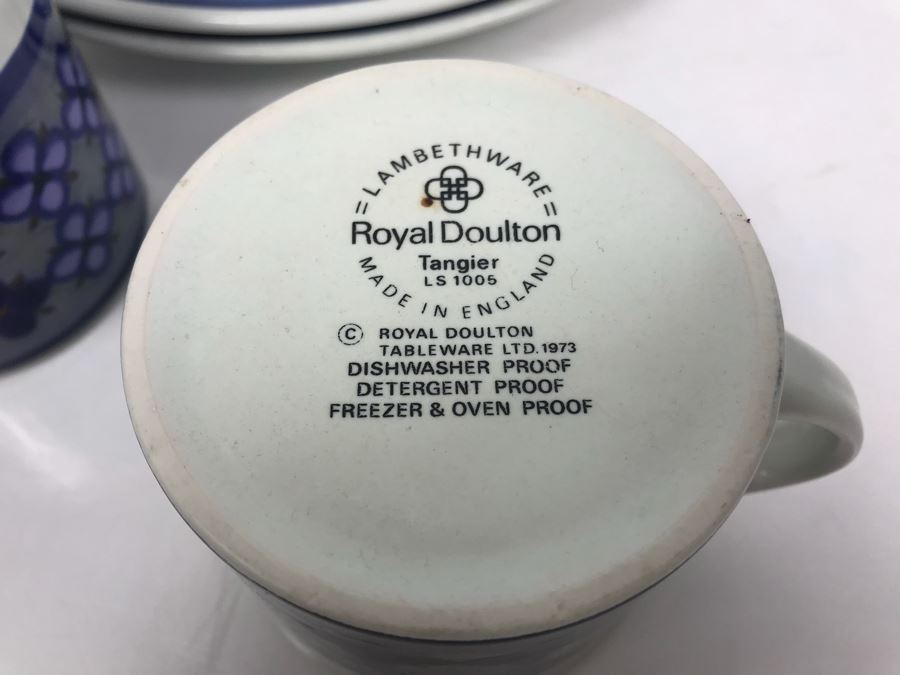 =LAMBETHWARE=
Royal Doulton
Tangier
LS 1005
MADE IN ENGLAND
© ROYAL DOULTON
TABLEWARE LTD. 1973
DISHWASHER PROOF
DETERGENT PROOF
FREEZER & OVEN PROOF